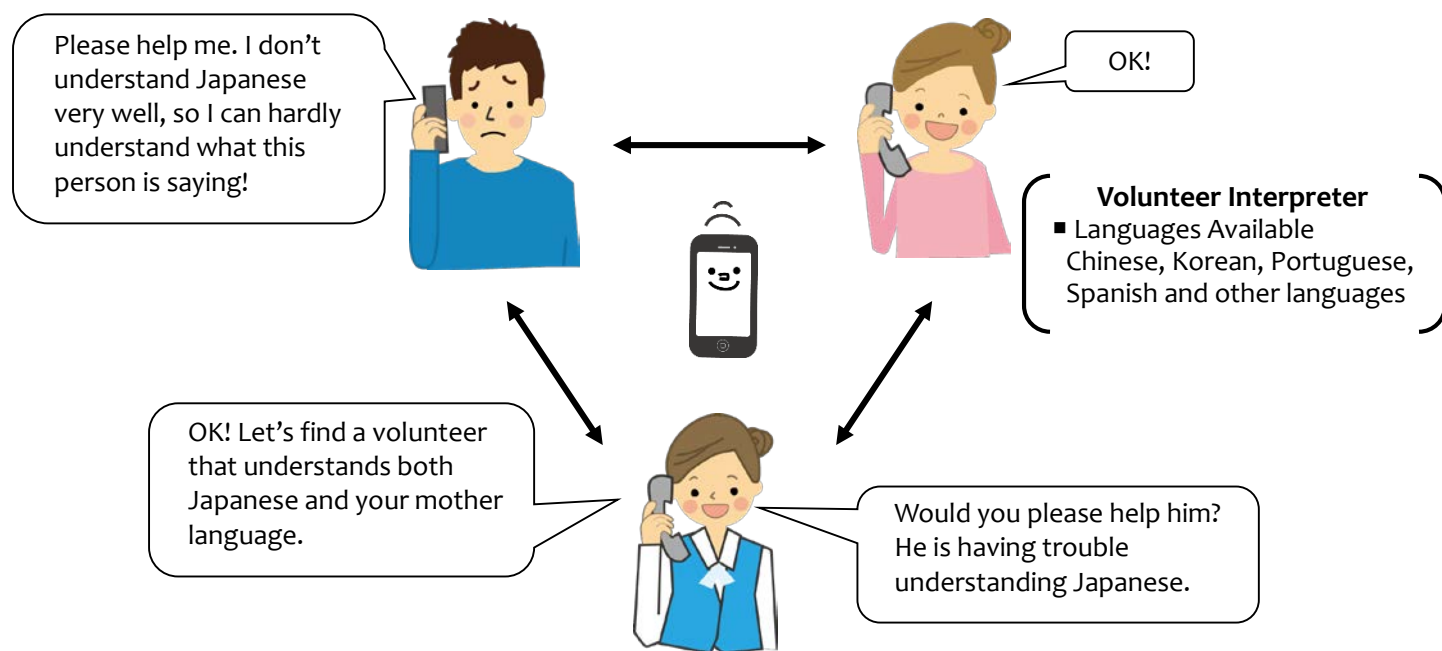 Please help me. I don’t
understand Japanese
very well, so I can hardly
understand what this
person is saying!
OK!
Volunteer Interpreter
▪ Languages Available
Chinese, Korean, Portuguese,
Spanish and other languages
OK! Let’s find a volunteer
that understands both
Japanese and your mother
language.
Would you please help him?
He is having trouble
understanding Japanese.